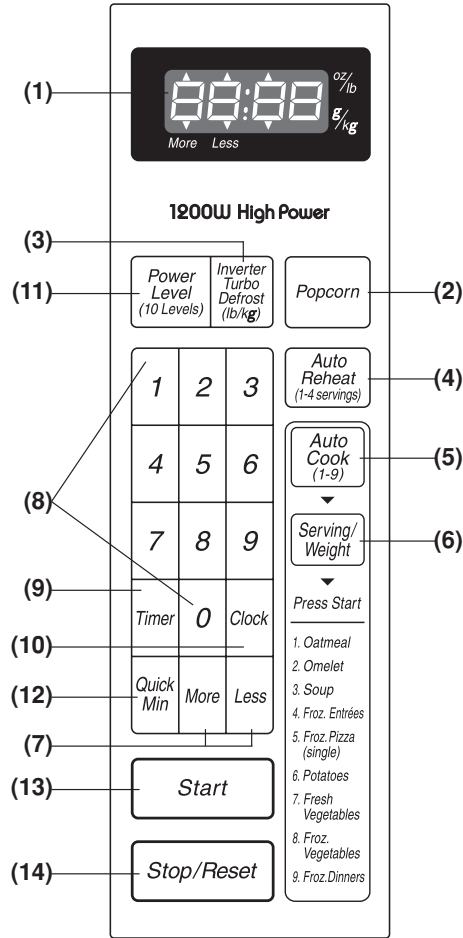 (1)
88:88
oz/lb
g/kg
More Less
1200W High Power
(3)
(11)
Power
Level
(10 Levels)
Inverter
Turbo
Defrost
(lb/kg)
Popcorn
(2)
1 2 3
Auto
Reheat
(1-4 servings)
(4)
4 5 6
Auto
Cook
(1-9)
(5)
(8)
7 8 9
Serving/
Weight
(6)
(9)
Timer 0 Clock
(10)
Press Start
(12)
Quick
Min
More Less
(7)
1. Oatmeal
2. Omelet
3. Soup
4. Froz. Entrées
5. Froz. Pizza
(single)
6. Potatoes
7. Fresh
Vegetables
8. Froz.
Vegetables
9. Froz. Dinners
(13)
Start
(14)
Stop/Reset